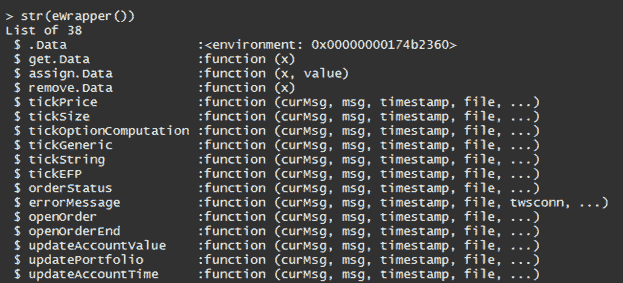 > str(eWrapper())
List of 38
 $ .Data                :<environment: 0x00000000174b2360>
 $ get.Data             :function (x)
 $ assign.Data          :function (x, value)
 $ remove.Data          :function (x)
 $ tickPrice            :function (curMsg, msg, timestamp, file, ...)
 $ tickSize             :function (curMsg, msg, timestamp, file, ...)
 $ tickOptionComputation :function (curMsg, msg, timestamp, file, ...)
 $ tickGeneric          :function (curMsg, msg, timestamp, file, ...)
 $ tickString           :function (curMsg, msg, timestamp, file, ...)
 $ tickEFP              :function (curMsg, msg, timestamp, file, ...)
 $ orderStatus          :function (curMsg, msg, timestamp, file, ...)
 $ errorMessage         :function (curMsg, msg, timestamp, file, twsconn, ...)
 $ openOrder            :function (curMsg, msg, timestamp, file, ...)
 $ openOrderEnd         :function (curMsg, msg, timestamp, file, ...)
 $ updateAccountValue   :function (curMsg, msg, timestamp, file, ...)
 $ updatePortfolio      :function (curMsg, msg, timestamp, file, ...)
 $ updateAccountTime    :function (curMsg, msg, timestamp, file, ...)